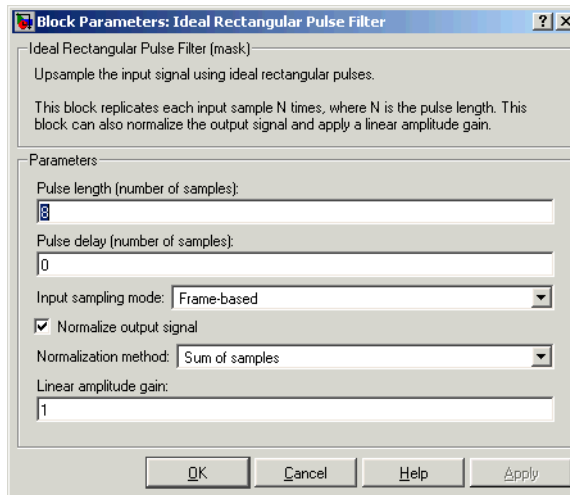 Block Parameters: Ideal Rectangular Pulse Filter
Ideal Rectangular Pulse Filter (mask)
Upsample the input signal using ideal rectangular pulses.
This block replicates each input sample N times, where N is the pulse length. This
block can also normalize the output signal and apply a linear amplitude gain.
Parameters
Pulse length (number of samples):
8
Pulse delay (number of samples):
0
Input sampling mode: Frame-based
Normalize output signal
Normalization method: Sum of samples
Linear amplitude gain:
1
OK Cancel Help Apply